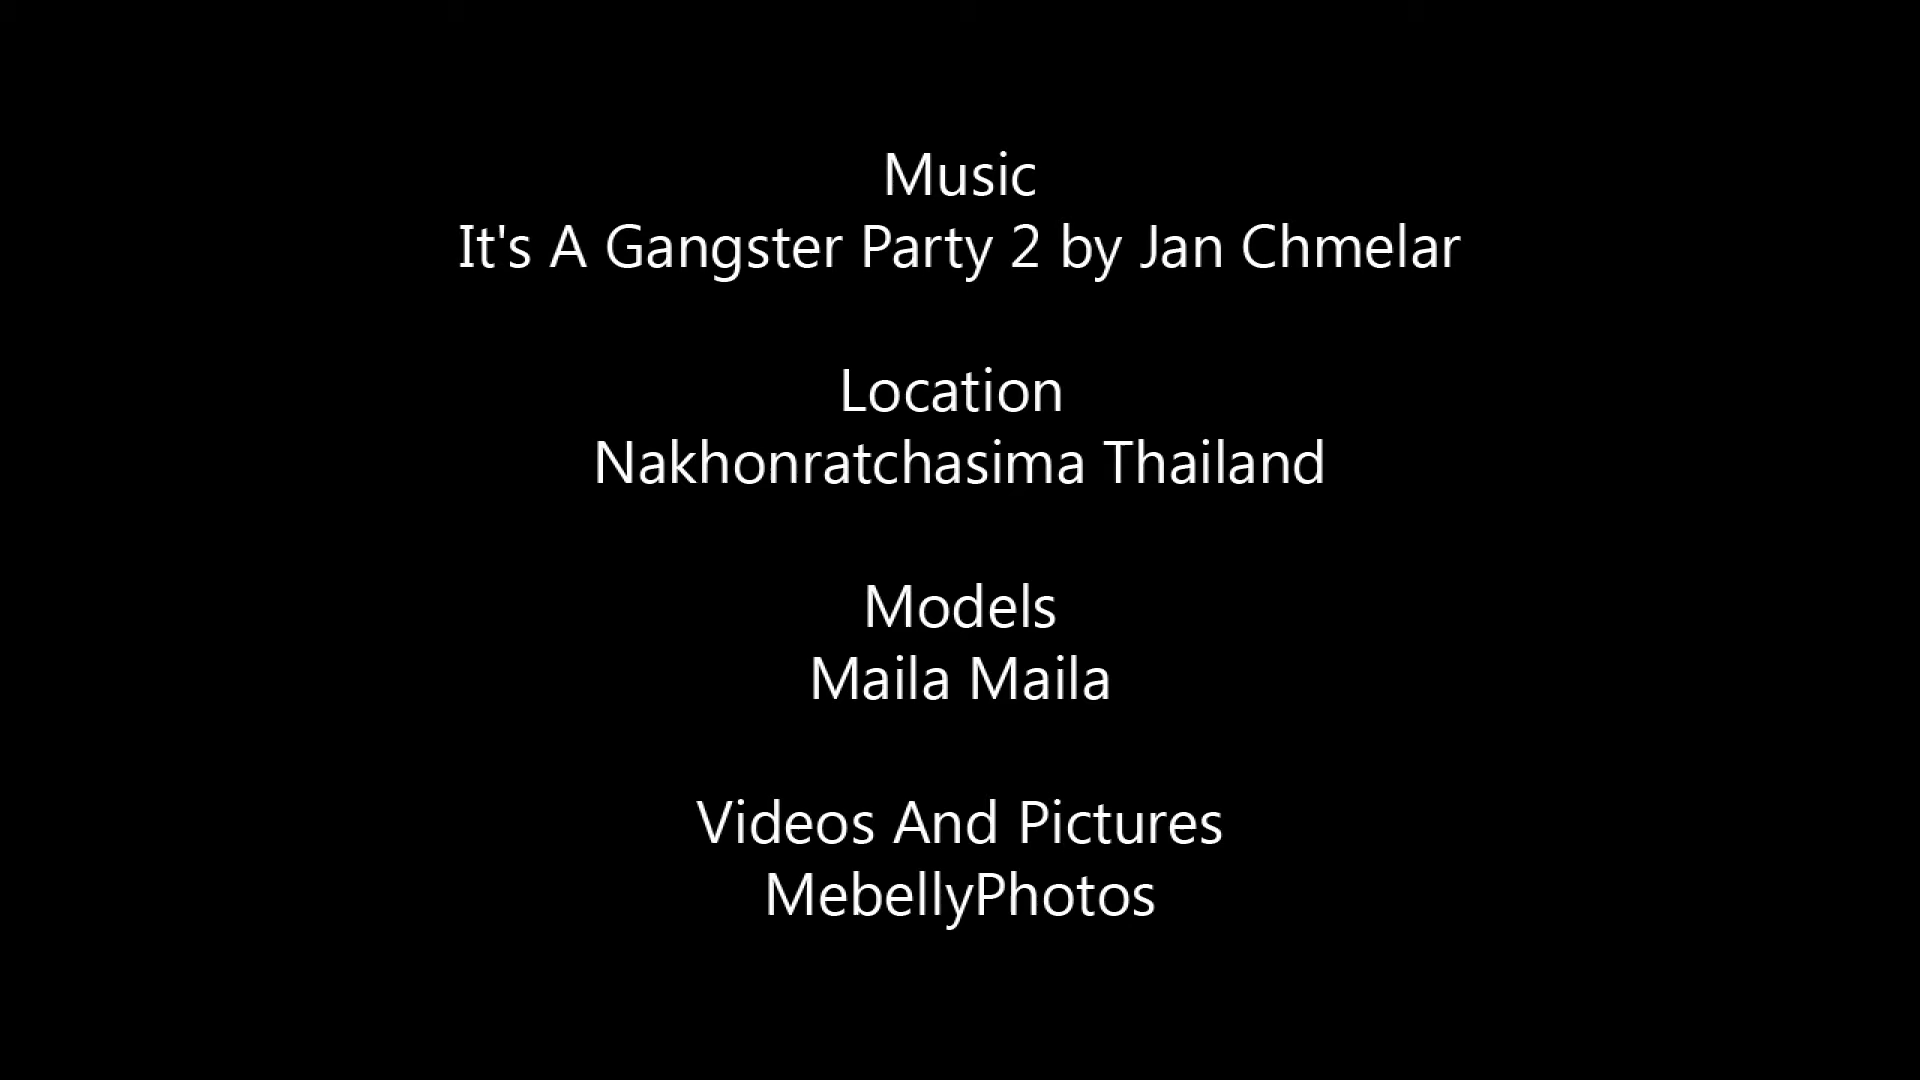 Music
It's A Gangster Party 2 by Jan Chmelar
Location
Nakhonratchasima Thailand
Models
Maila Maila
Videos And Pictures
MebellyPhotos